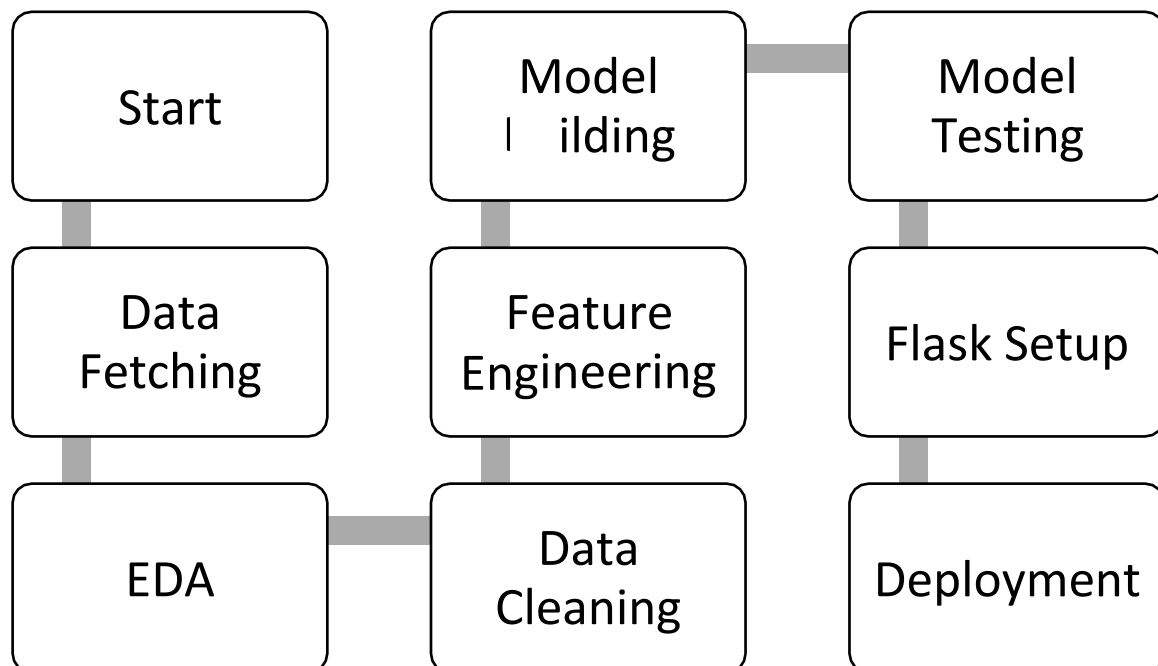 Start
Data
Fetching
EDA
Data
Cleaning
Feature
Engineering
Model
Model
Testing
Flask Setup
Deployment